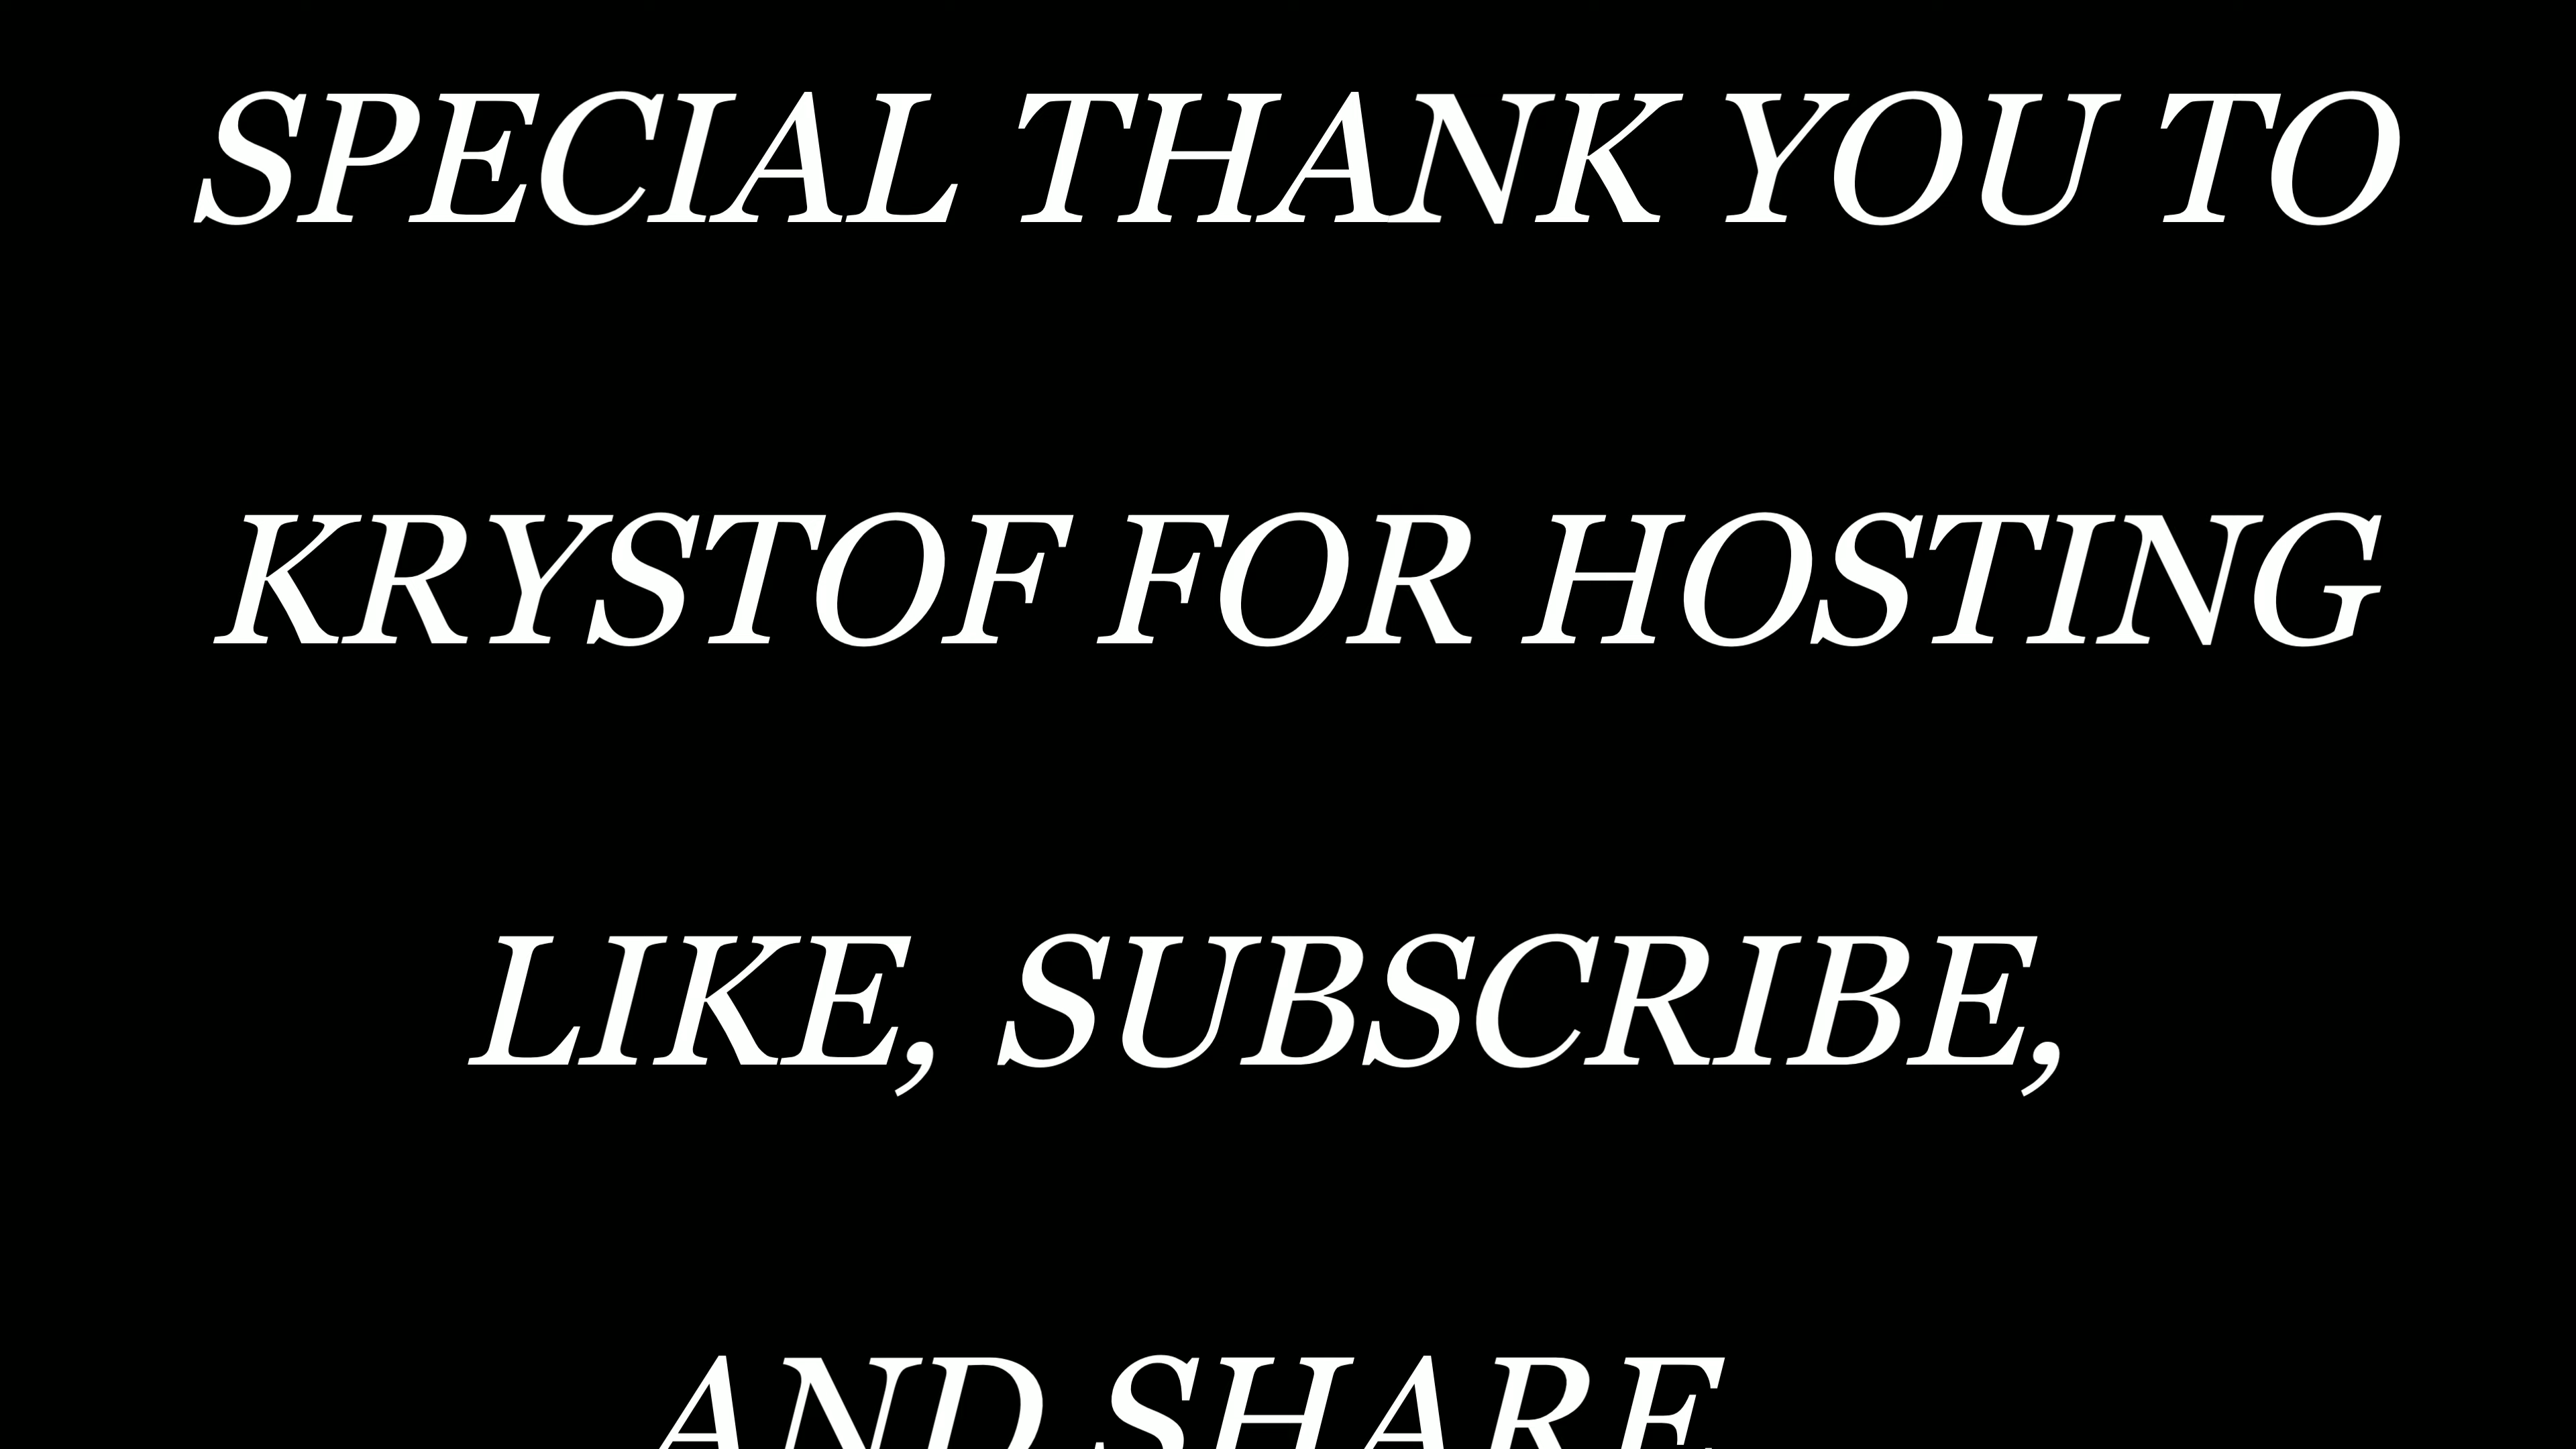 SPECIAL THANK YOU TO
KRYSTOF FOR HOSTING
LIKE, SUBSCRIBE,
AND SHARE